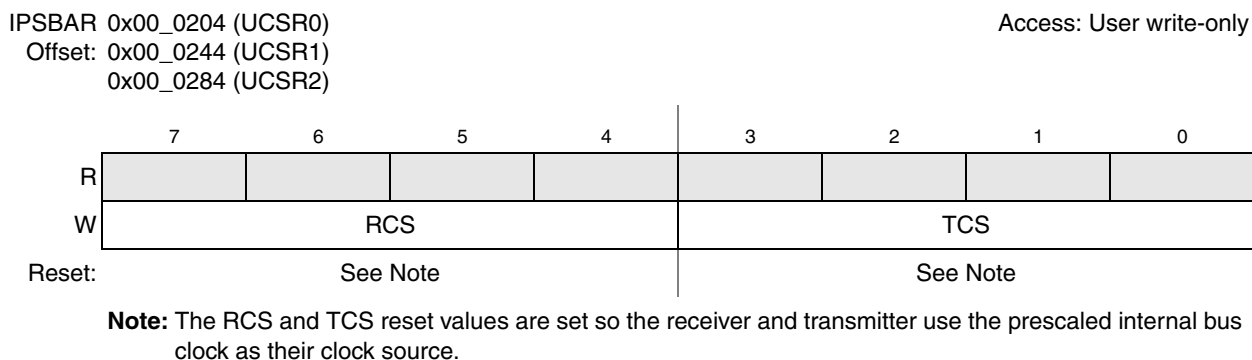 IPSBAR 0x00_0204 (UCSR0) Access: User write-only
Offset: 0x00_0244 (UCSR1)
0x00_0284 (UCSR2)
7 6 5 4 3 2 1 0
R
W RCS TCS
Reset: See Note See Note
Note: The RCS and TCS reset values are set so the receiver and transmitter use the prescaled internal bus
clock as their clock source.